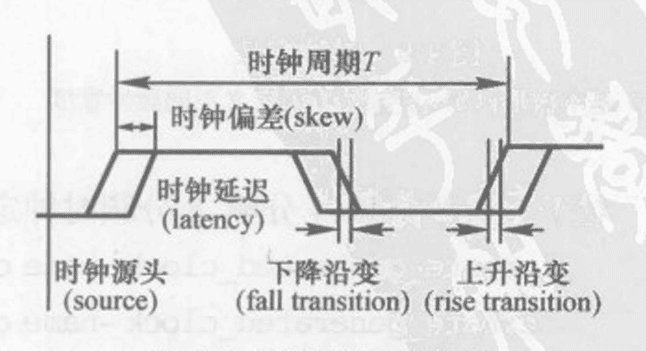 时钟周期T
时钟偏差(skew)
时钟延迟
(latency)
时钟源头
(source)
下降沿变
(fall transition)
上升沿变
(rise transition)